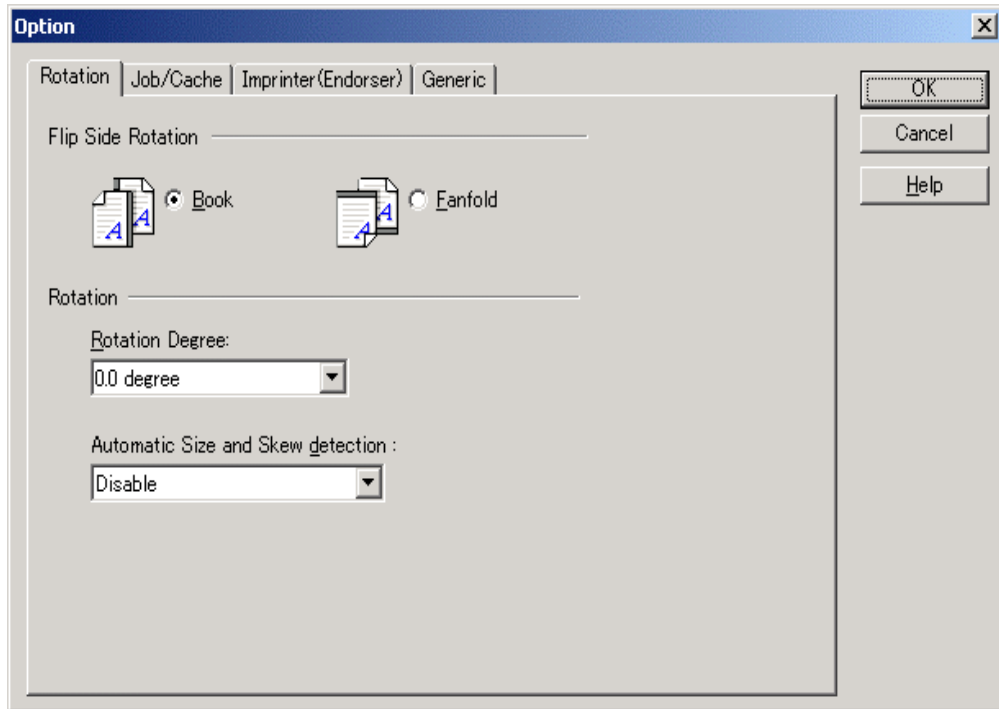 Option
Rotation Job/Cache Imprinter(Endorser) Generic
OK
Cancel
Help
Flip Side Rotation
A A Book A A Fanfold
Rotation
Rotation Degree:
0.0 degree
Automatic Size and Skew detection :
Disable